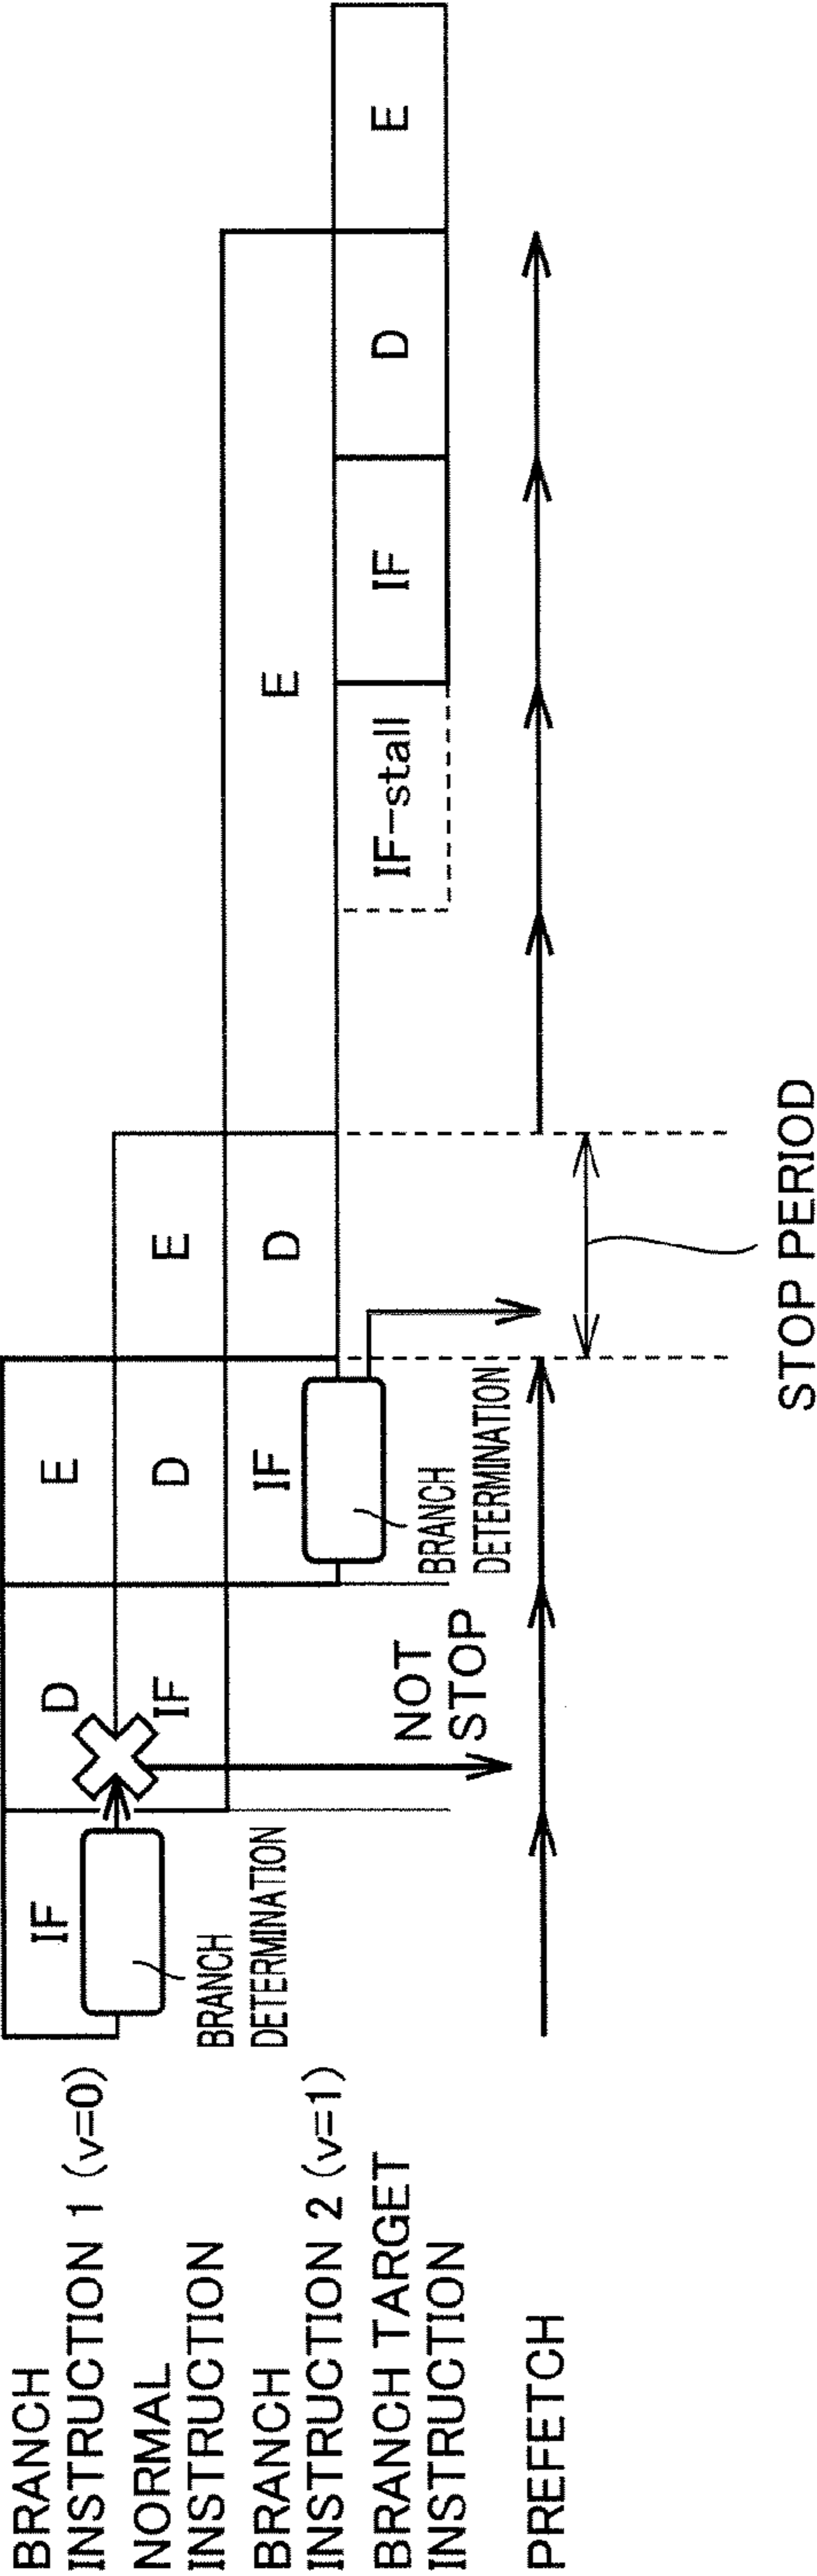 BRANCH
INSTRUCTION 1 (v=0)
IF
D
E
BRANCH
DETERMINATION
NORMAL
INSTRUCTION
IF
D
E
BRANCH
INSTRUCTION 2 (v=1)
IF
D
E
BRANCH
DETERMINATION
BRANCH TARGET
INSTRUCTION
IF-stall
IF
D
E
NOT
STOP
PREFETCH
STOP PERIOD